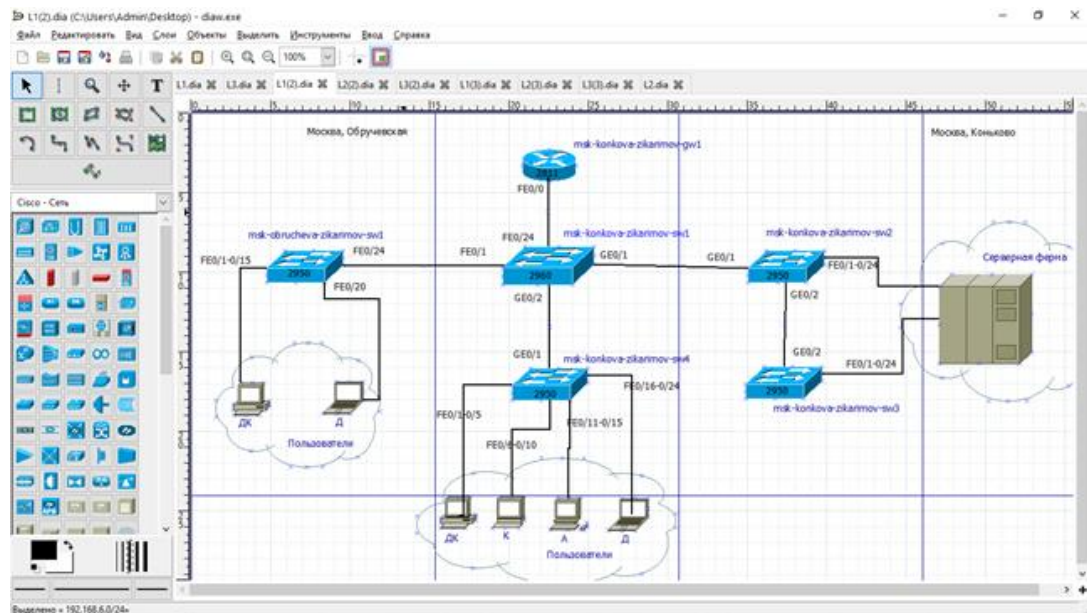 L1(2).dia (C:\Users\Admin\Desktop) - diaw.exe
Файл Редактировать Вид Слои Объекты Выделить Инструменты Ввод Справка
100%
L1.dia L3.dia L1(2).dia L2(2).dia L3(2).dia L1(3).dia L2(3).dia L3(3).dia L2.dia
Москва, Обручевская
Москва, Коньково
msk-konkova-zikarimov-gw1
2811
FE0/0
msk-obrucheva-zikarimov-sw1
FE0/24
msk-konkova-zikarimov-sw1
msk-konkova-zikarimov-sw2
FE0/1-0/15
FE0/24
FE0/1
GE0/1
GE0/1
FE0/1-0/24
Серверная ферма
Cisco - Сеть
2950
2960
2950
FE0/20
GE0/2
GE0/2
GE0/1
msk-konkova-zikarimov-sw4
GE0/2
FE0/1-0/24
2950
FE0/16-0/24
2950
msk-konkova-zikarimov-sw3
FE0/1-0/5
FE0/11-0/15
FE0/6-0/10
ДК
Д
Пользователи
ДК
К
А
Д
Пользователи
Выделено « 192.168.6.0/24»